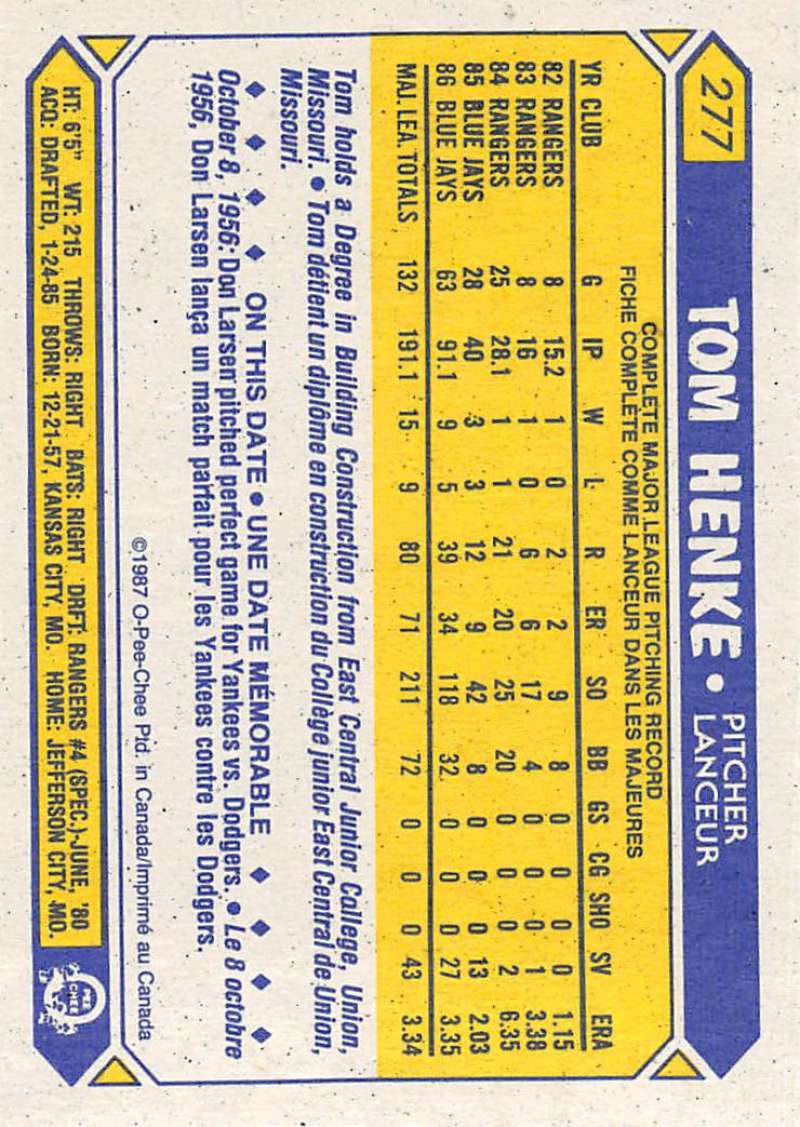 277
TOM HENKE • PITCHER
LANCEUR
COMPLETE MAJOR LEAGUE PITCHING RECORD
FICHE COMPLÈTE COMME LANCEUR DANS LES MAJEURES
YR CLUB G IP W L R ER SO BB GS CG SHO SV ERA
82 RANGERS 8 15.2 1 0 2 2 9 8 0 0 0 0 1.15
83 RANGERS 8 16 1 0 6 6 17 4 0 0 0 1 3.38
84 RANGERS 25 28.1 1 1 21 20 25 20 0 0 0 2 6.35
85 BLUE JAYS 28 40 3 3 12 9 42 8 0 0 0 13 2.03
86 BLUE JAYS 63 91.1 9 5 39 34 118 32 0 0 0 27 3.35
MAJ. LEA. TOTALS 132 191.1 15 9 80 71 211 72 0 0 0 43 3.34
Tom holds a Degree in Building Construction from East Central Junior College, Union,
Missouri. • Tom détient un diplôme en construction du Collège junior East Central de Union,
Missouri.
◆ ◆ ◆ ◆ ON THIS DATE • UNE DATE MÉMORABLE ◆ ◆ ◆ ◆
October 8, 1956: Don Larsen pitched perfect game for Yankees vs. Dodgers. • Le 8 octobre
1956, Don Larsen lança un match parfait pour les Yankees contre les Dodgers.
©1987 O-Pee-Chee Ptd. in Canada/Imprimé au Canada
HT: 6'5" WT: 215 THROWS: RIGHT BATS: RIGHT DRFT: RANGERS #4 (SPEC.)-JUNE, '80
ACQ: DRAFTED, 1-24-85 BORN: 12-21-57, KANSAS CITY, MO. HOME: JEFFERSON CITY, MO.
O
PEE
CHEE